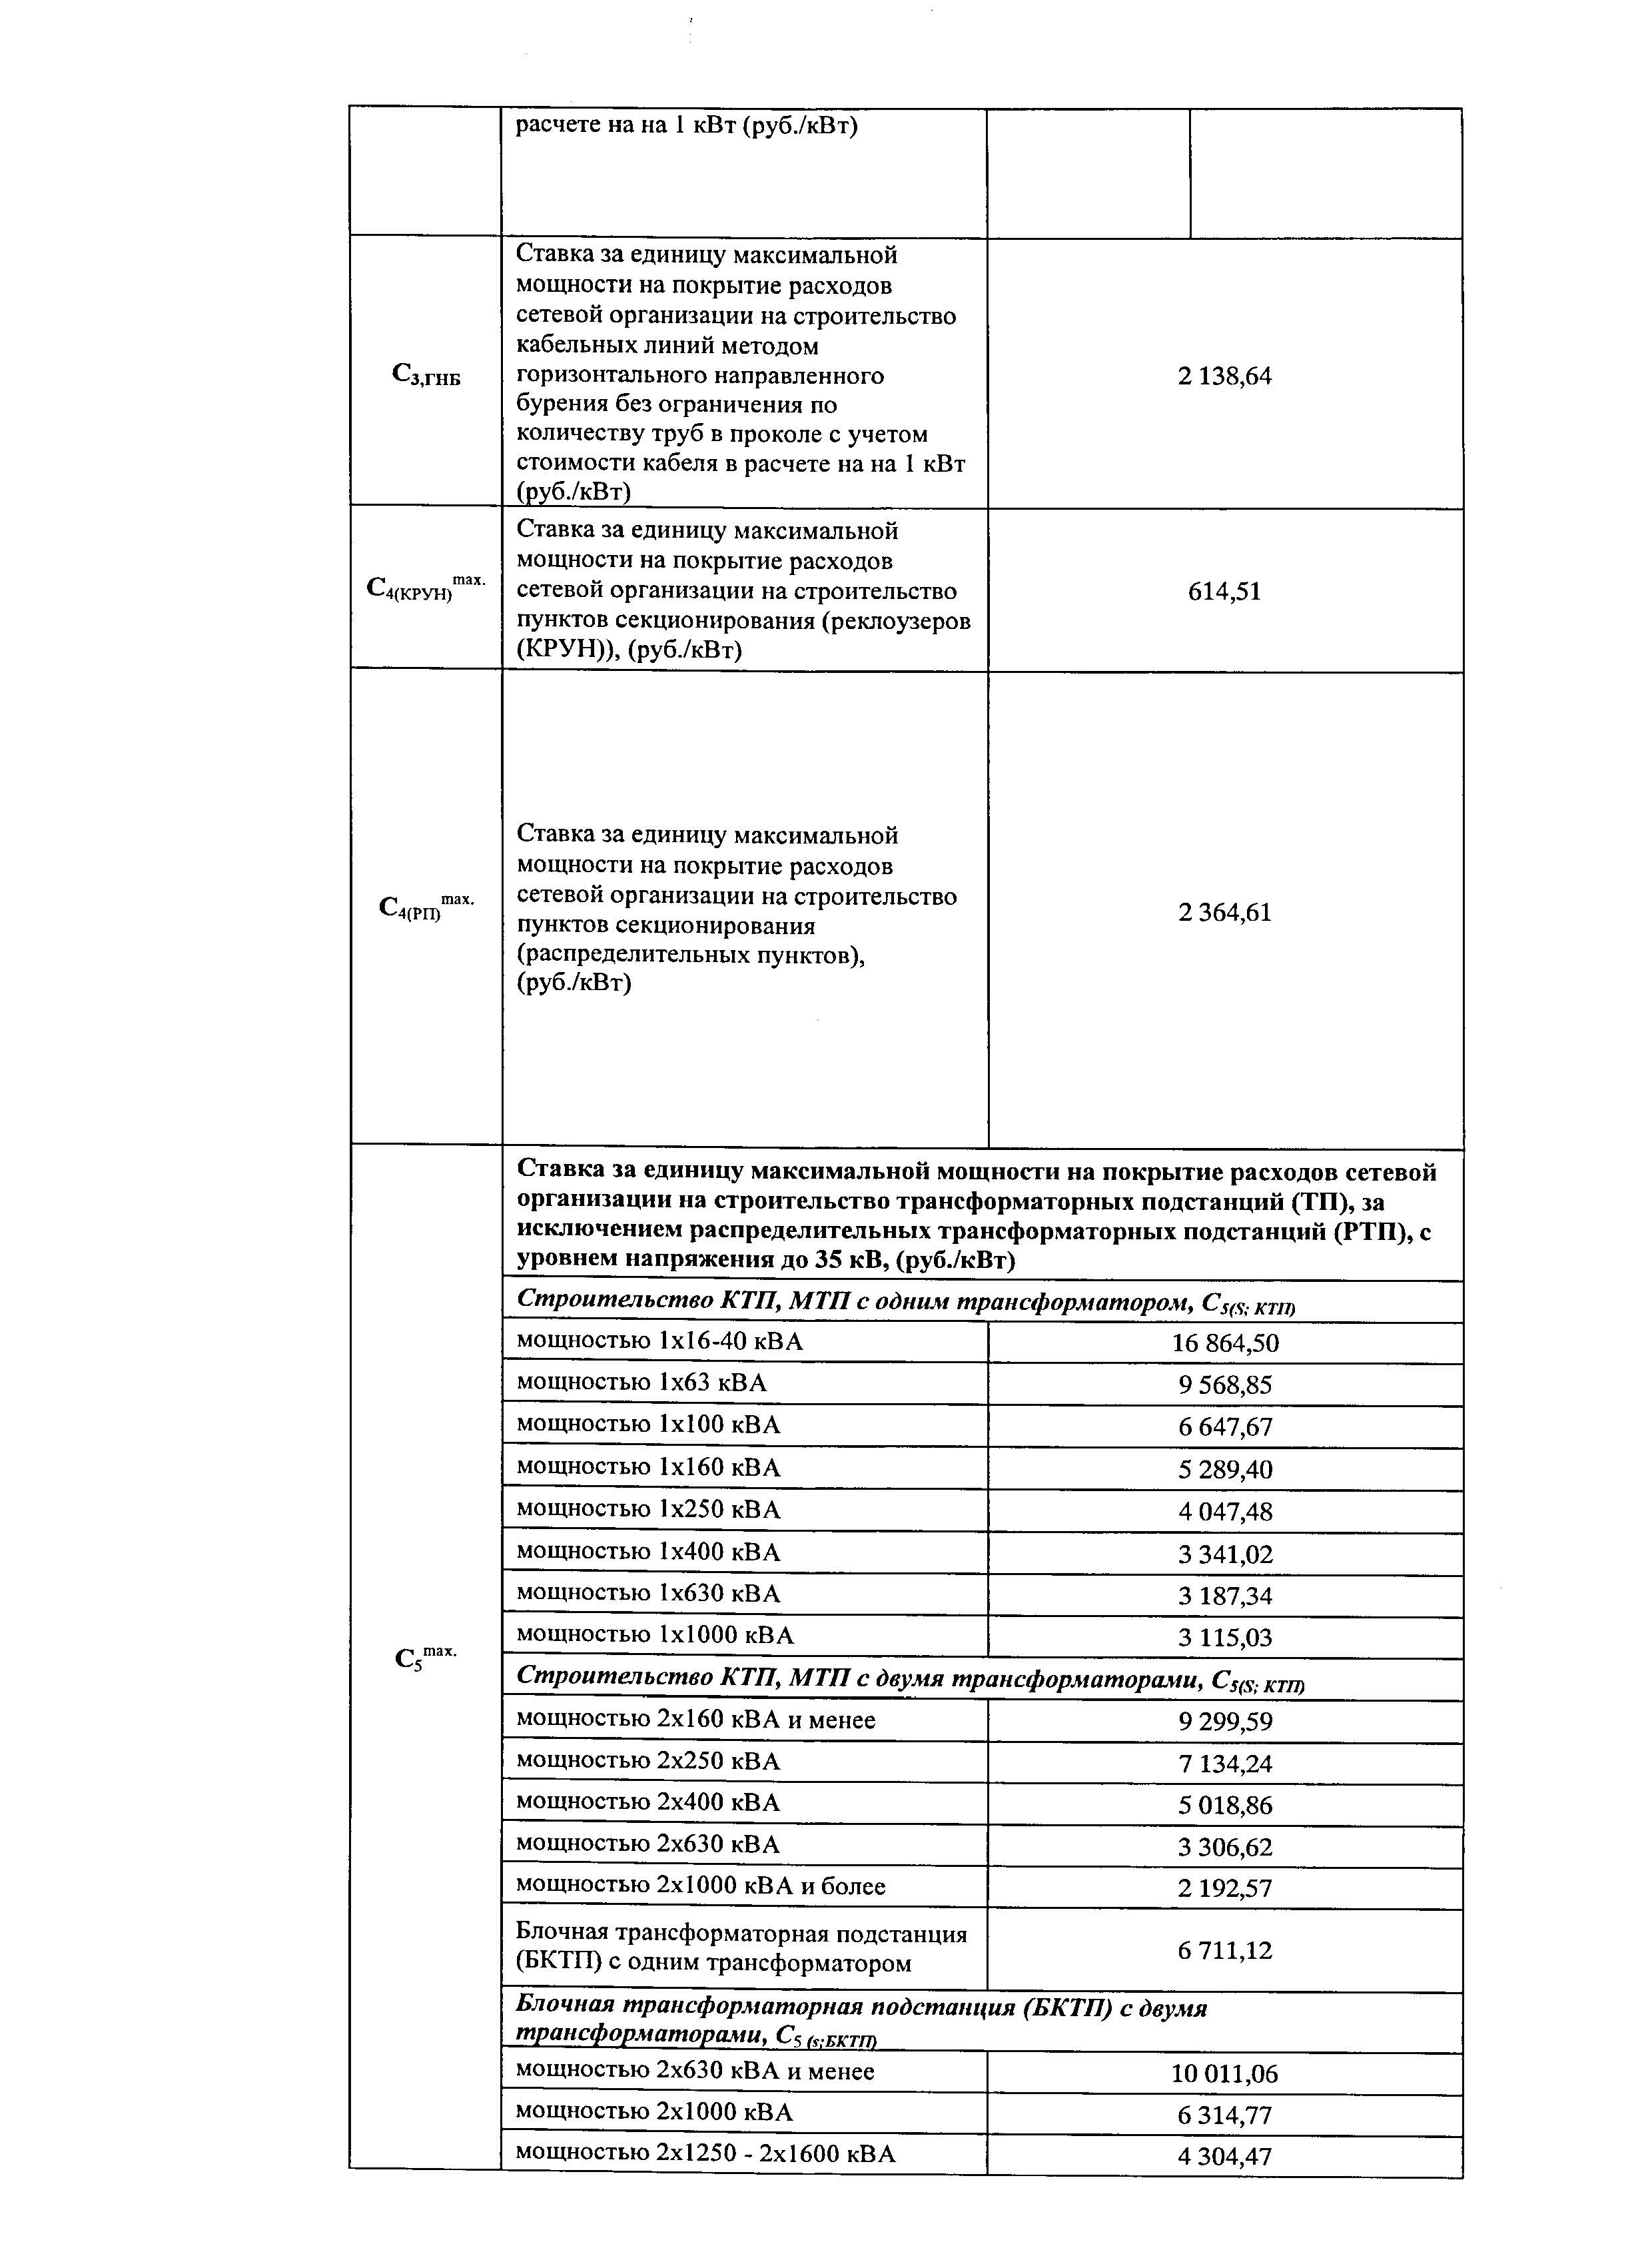 расчете на на 1 кВт (руб./кВт)
Ставка за единицу максимальной
мощности на покрытие расходов
сетевой организации на строительство
кабельных линий методом
горизонтального направленного
бурения без ограничения по
количеству труб в проколе с учетом
стоимости кабеля в расчете на на 1 кВт
(руб./кВт)
С3,ГНБ
2 138,64
Ставка за единицу максимальной
мощности на покрытие расходов
сетевой организации на строительство
пунктов секционирования (реклоузеров
(КРУН)), (руб./кВт)
С4(КРУН)max.
614,51
Ставка за единицу максимальной
мощности на покрытие расходов
сетевой организации на строительство
пунктов секционирования
(распределительных пунктов),
(руб./кВт)
С4(РП)max.
2 364,61
С5max.
Ставка за единицу максимальной мощности на покрытие расходов сетевой
организации на строительство трансформаторных подстанций (ТП), за
исключением распределительных трансформаторных подстанций (РТП), с
уровнем напряжения до 35 кВ, (руб./кВт)
Строительство КТП, МТП с одним трансформатором, С5(S; КТП)
мощностью 1х16-40 кВА 16 864,50
мощностью 1х63 кВА 9 568,85
мощностью 1х100 кВА 6 647,67
мощностью 1х160 кВА 5 289,40
мощностью 1х250 кВА 4 047,48
мощностью 1х400 кВА 3 341,02
мощностью 1х630 кВА 3 187,34
мощностью 1х1000 кВА 3 115,03
Строительство КТП, МТП с двумя трансформаторами, С5(S; КТП)
мощностью 2х160 кВА и менее 9 299,59
мощностью 2х250 кВА 7 134,24
мощностью 2х400 кВА 5 018,86
мощностью 2х630 кВА 3 306,62
мощностью 2х1000 кВА и более 2 192,57
Блочная трансформаторная подстанция
(БКТП) с одним трансформатором
6 711,12
Блочная трансформаторная подстанция (БКТП) с двумя
трансформаторами, С5 (s;БКТП)
мощностью 2х630 кВА и менее 10 011,06
мощностью 2х1000 кВА 6 314,77
мощностью 2х1250 - 2х1600 кВА 4 304,47